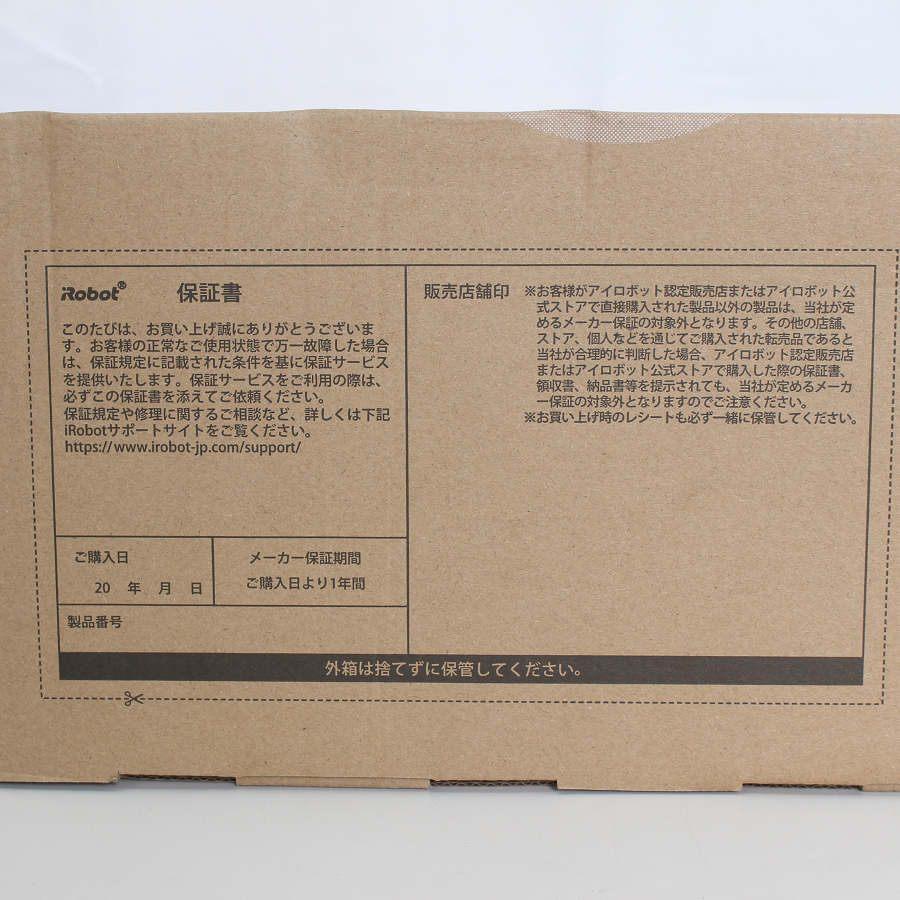 iRobot® 保証書
このたびは、お買い上げ誠にありがとうございま
す。お客様の正常なご使用状態で万一故障した場合
は、保証規定に記載された条件を基に保証サービス
を提供いたします。保証サービスをご利用の際は、
必ずこの保証書を添えてご依頼ください。
保証規定や修理に関するご相談など、詳しくは下記
iRobotサポートサイトをご覧ください。
https://www.irobot-jp.com/support/
ご購入日
20 年 月 日
メーカー保証期間
ご購入日より1年間
製品番号
販売店舗印
※お客様がアイロボット認定販売店またはアイロボット公
式ストアで直接購入された製品以外の製品は、当社が定
めるメーカー保証の対象外となります。その他の店舗、
ストア、個人などを通じてご購入された転売品であると
当社が合理的に判断した場合、アイロボット認定販売店
またはアイロボット公式ストアで購入した際の保証書、
領収書、納品書等を提示されても、当社が定めるメーカ
ー保証の対象外となりますのでご注意ください。
※お買い上げ時のレシートも必ず一緒に保管してください。
外箱は捨てずに保管してください。